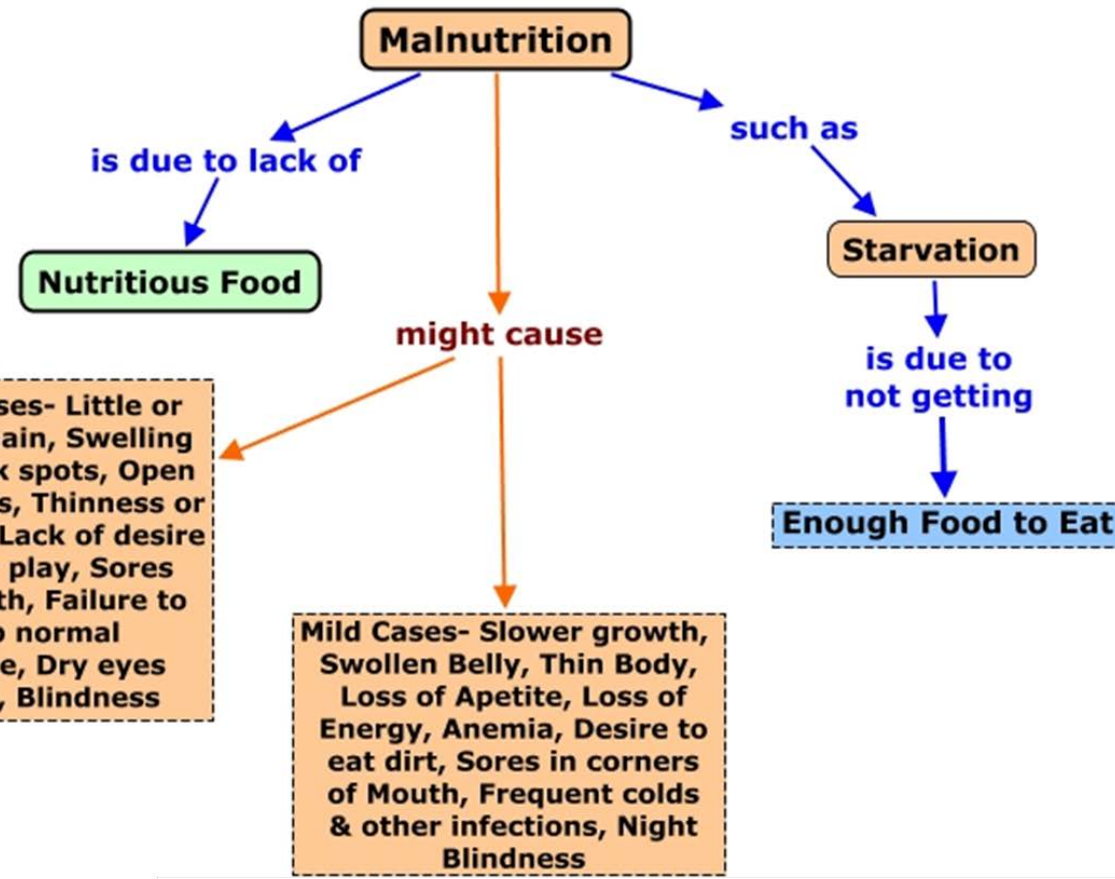 Malnutrition
such as
is due to lack of
Starvation
Nutritious Food
might cause
is due to
not getting
Enough Food to Eat
Little or
Swelling
spots, Open
Thinness or
Lack of desire
play, Sores
Failure to
normal
Dry eyes
, Blindness
Mild Cases- Slower growth,
Swollen Belly, Thin Body,
Loss of Apetite, Loss of
Energy, Anemia, Desire to
eat dirt, Sores in corners
of Mouth, Frequent colds
& other infections, Night
Blindness